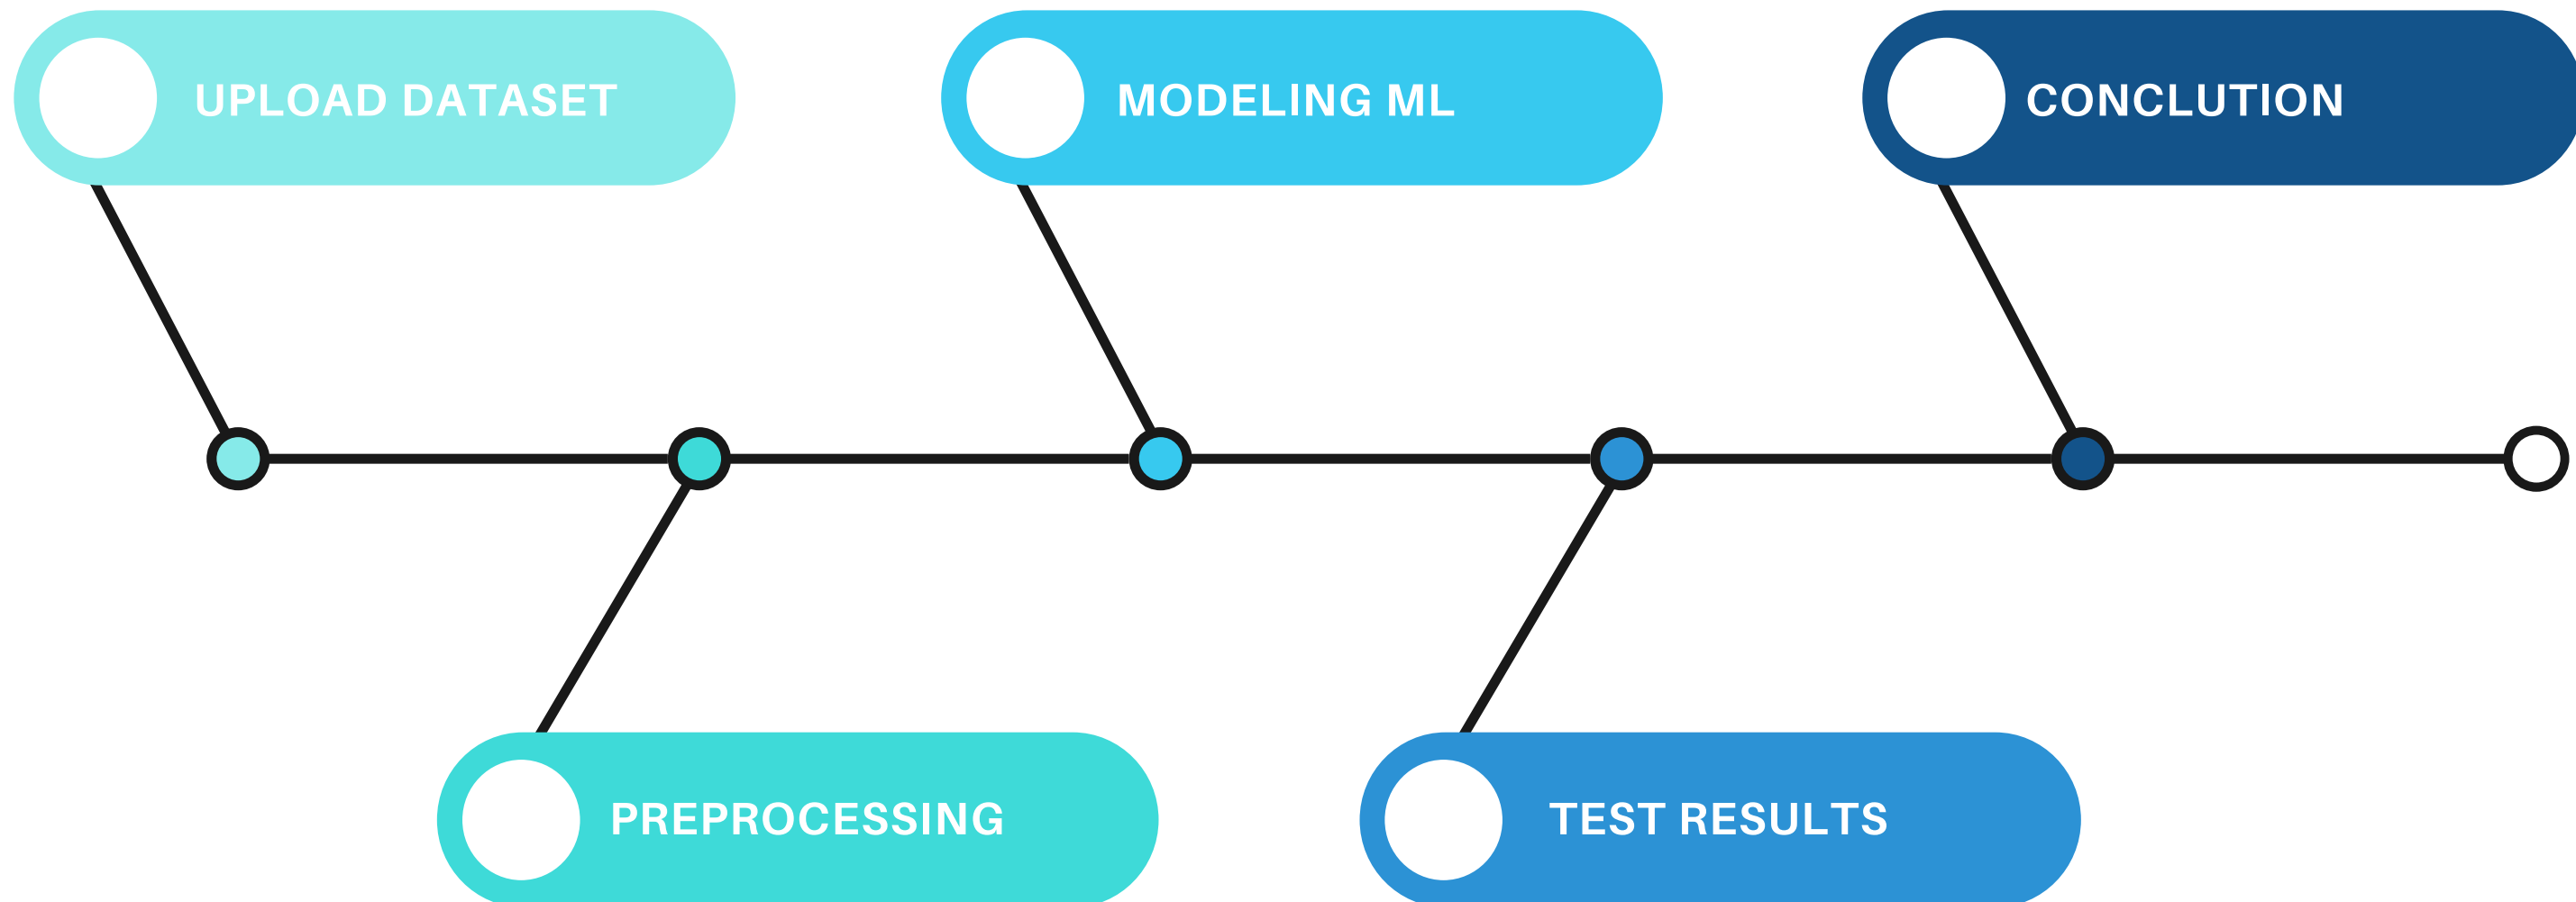 UPLOAD DATASET
MODELING ML
CONCLUTION
PREPROCESSING
TEST RESULTS